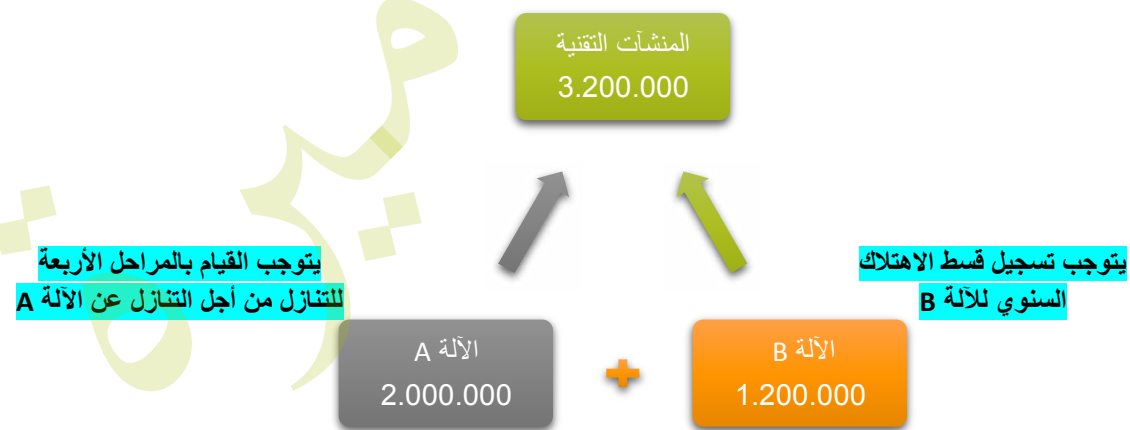 المنشآت التقنية
3.200.000
يتوجب تسجيل قسط الاهتلاك
السنوي للآلة B
يتوجب القيام بالمراحل الأربعة
للتنازل من أجل التنازل عن الآلة A
الآلة B
1.200.000
الآلة A
2.000.000